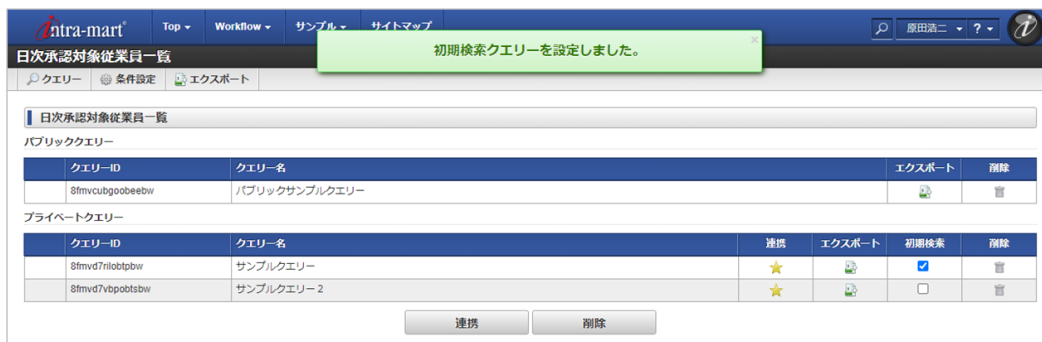 intra-mart® Top Workflow サンプル サイトマップ 原田浩二 ?
初期検索クエリーを設定しました。 ×
日次承認対象従業員一覧
クエリー 条件設定 エクスポート
日次承認対象従業員一覧
パブリッククエリー
クエリーID クエリー名 エクスポート 削除
8fmvcubgoobeebw パブリックサンプルクエリー
プライベートクエリー
クエリーID クエリー名 連携 エクスポート 初期検索 削除
8fmvd7rilobtpbw サンプルクエリー
8fmvd7vbpobtsbw サンプルクエリー2
連携 削除